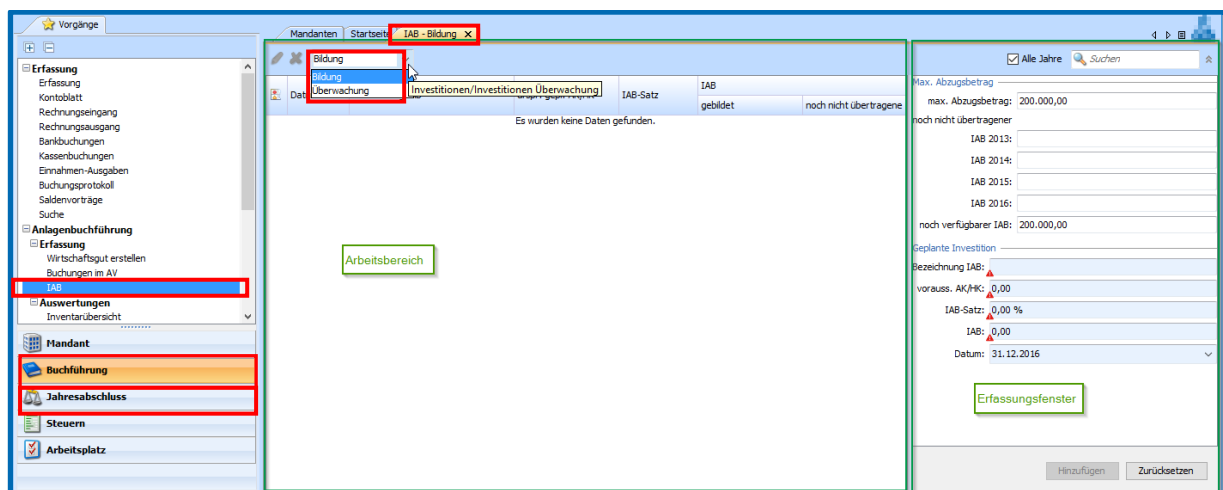 Vorgänge
Erfassung
Erfassung
Kontoblatt
Rechnungseingang
Rechnungsausgang
Bankbuchungen
Kassenbuchungen
Einnahmen-Ausgaben
Buchungsprotokoll
Saldenvorträge
Suche
Anlagenbuchführung
Erfassung
Wirtschaftsgut erstellen
Buchungen im AV
IAB
Auswertungen
Inventarübersicht
Mandant
Buchführung
Jahresabschluss
Steuern
Arbeitsplatz
Mandanten Startseite IAB - Bildung
Bildung
Bildung
Überwachung
Investitionen/Investitionen Überwachung
IAB-Satz
IAB
gebildet noch nicht übertragene
Es wurden keine Daten gefunden.
Arbeitsbereich
Alle Jahre Suchen
Max. Abzugsbetrag
max. Abzugsbetrag: 200.000,00
noch nicht übertragener
IAB 2013:
IAB 2014:
IAB 2015:
IAB 2016:
noch verfügbarer IAB: 200.000,00
Geplante Investition
Bezeichnung IAB:
vorauss. AK/HK: 0,00
IAB-Satz: 0,00 %
IAB: 0,00
Datum: 31.12.2016
Erfassungsfenster
Hinzufügen Zurücksetzen